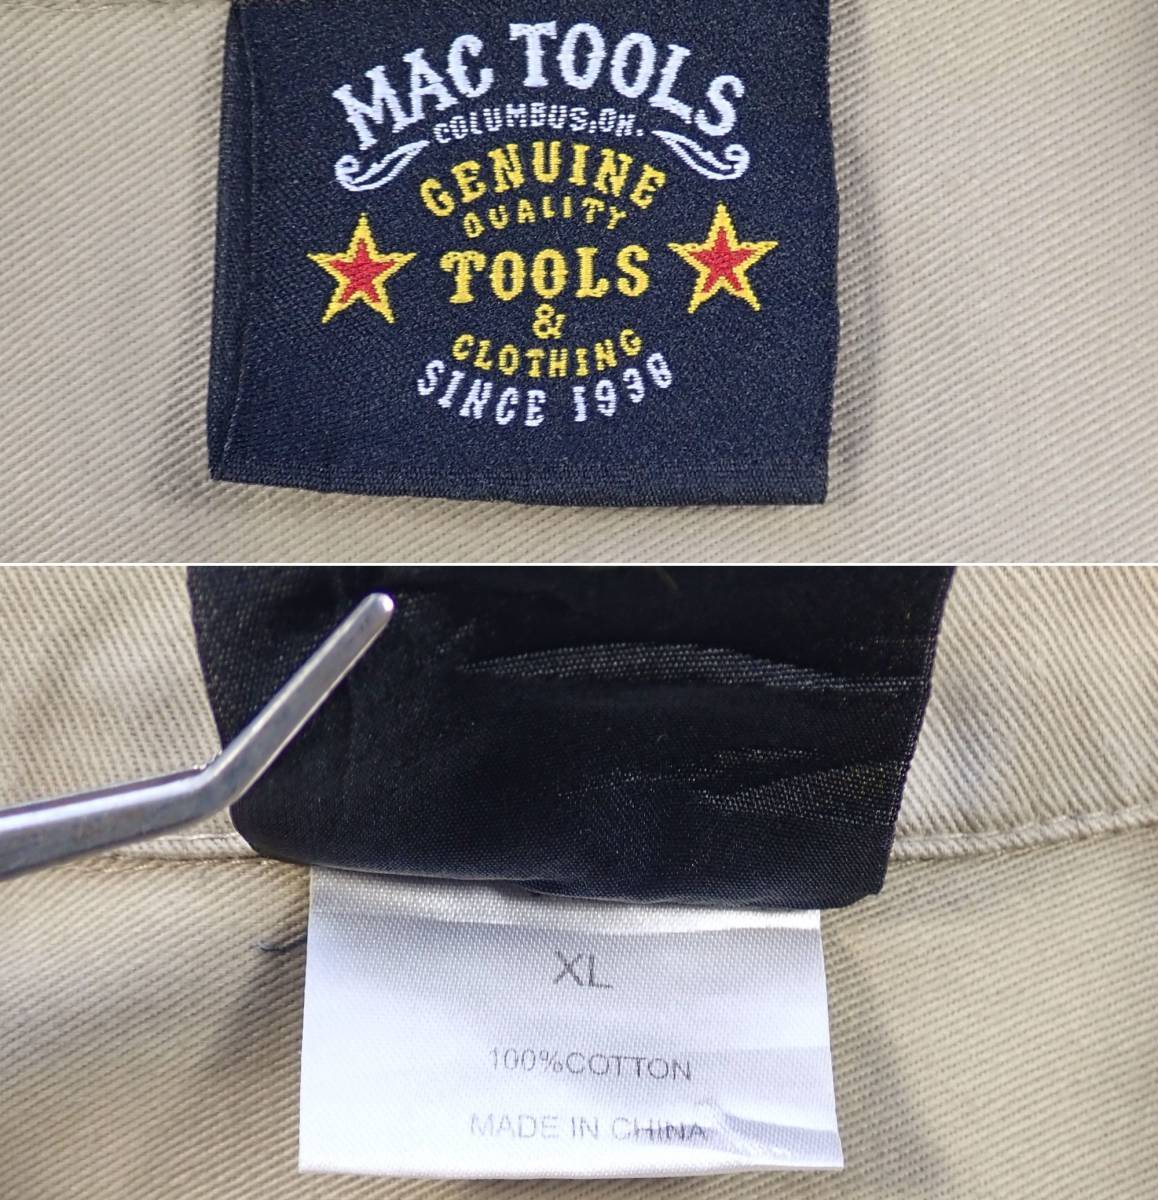 MAC TOOLS
COLUMBUS,OH.
GENUINE
QUALITY
TOOLS
&
CLOTHING
SINCE 1938
XL
100%COTTON
MADE IN CHINA